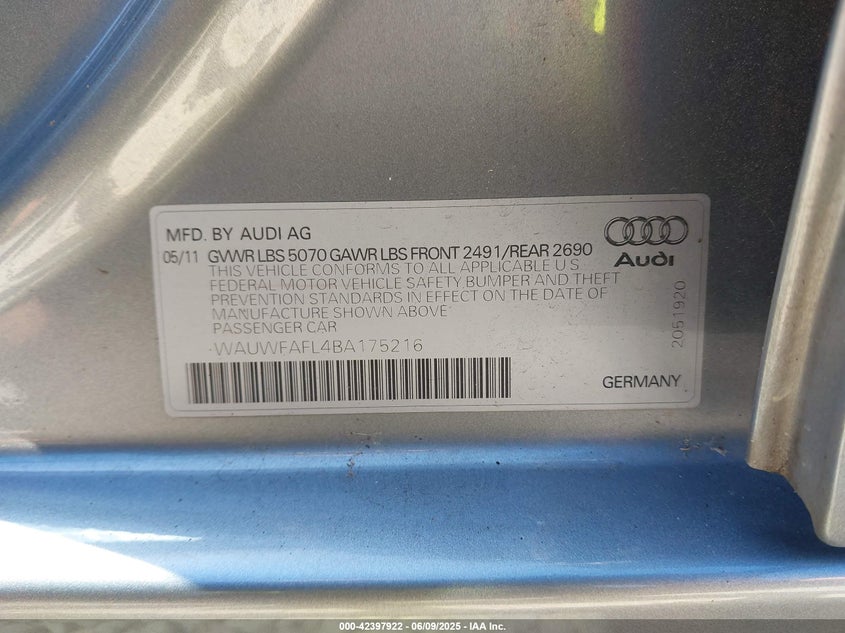 MFD. BY AUDI AG
05/11 GVWR LBS 5070 GAWR LBS FRONT 2491/REAR 2690
THIS VEHICLE CONFORMS TO ALL APPLICABLE U S
FEDERAL MOTOR VEHICLE SAFETY BUMPER AND THEFT
PREVENTION STANDARDS IN EFFECT ON THE DATE OF
MANUFACTURE SHOWN ABOVE
PASSENGER CAR
WAUWFAFL4BA175216
Audi
2051920
GERMANY
000-42397922 - 06/09/2025 - IAA Inc.